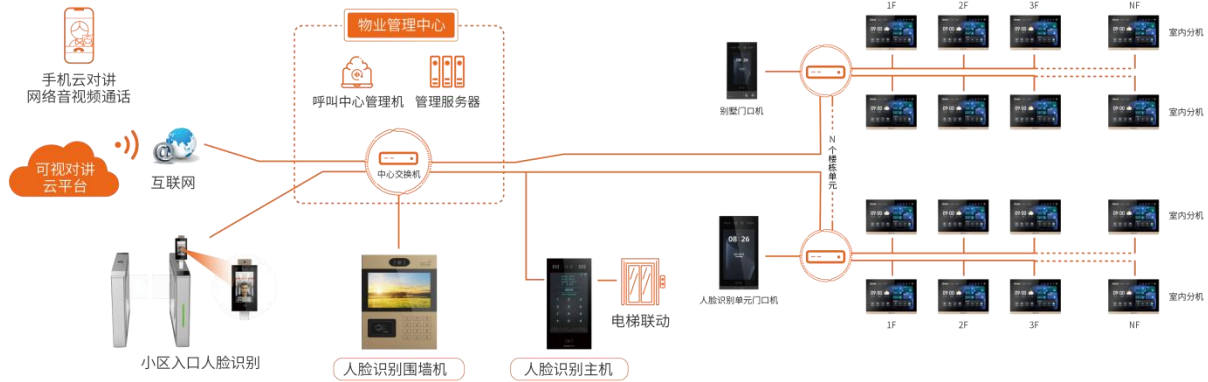 手机云对讲
网络音视频通话
可视对讲
云平台
互联网
物业管理中心
呼叫中心管理机
管理服务器
中心交换机
小区入口人脸识别
人脸识别围墙机
人脸识别主机
电梯联动
别墅门口机
08 26
人脸识别单元门口机
N个楼栋单元
1F
2F
3F
NF
室内分机
室内分机
室内分机
室内分机
1F
2F
3F
NF